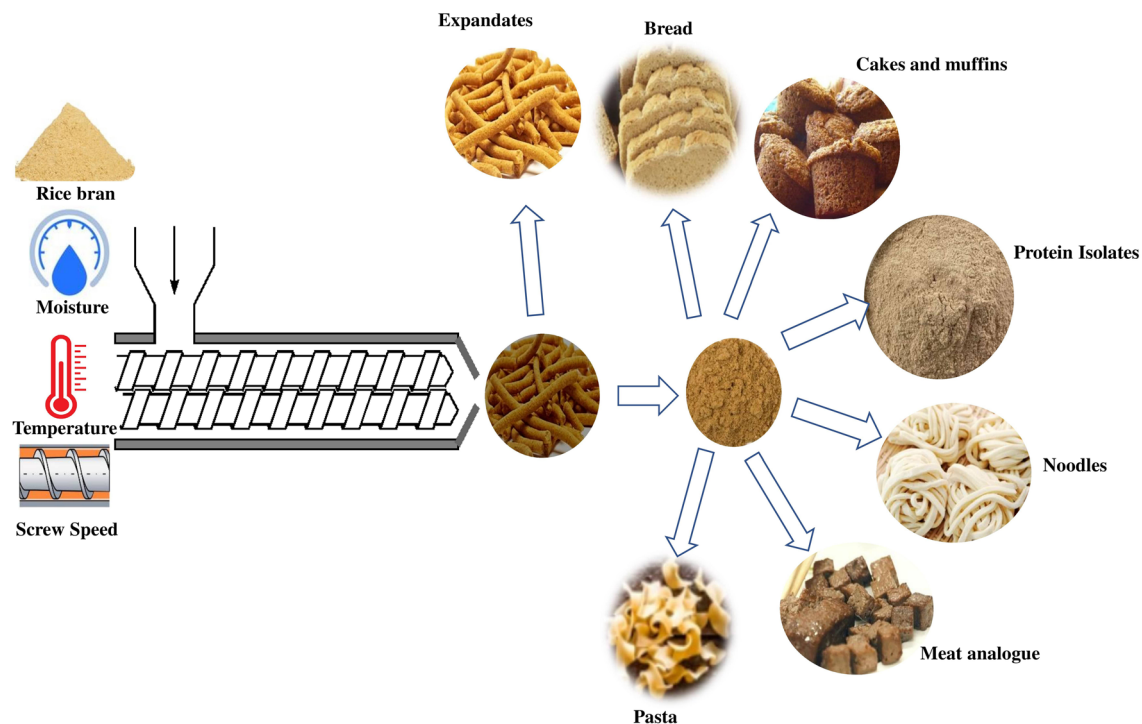 Expandates
Bread
Cakes and muffins
Rice bran
Moisture
Temperature
Screw Speed
Protein Isolates
Noodles
Meat analogue
Pasta